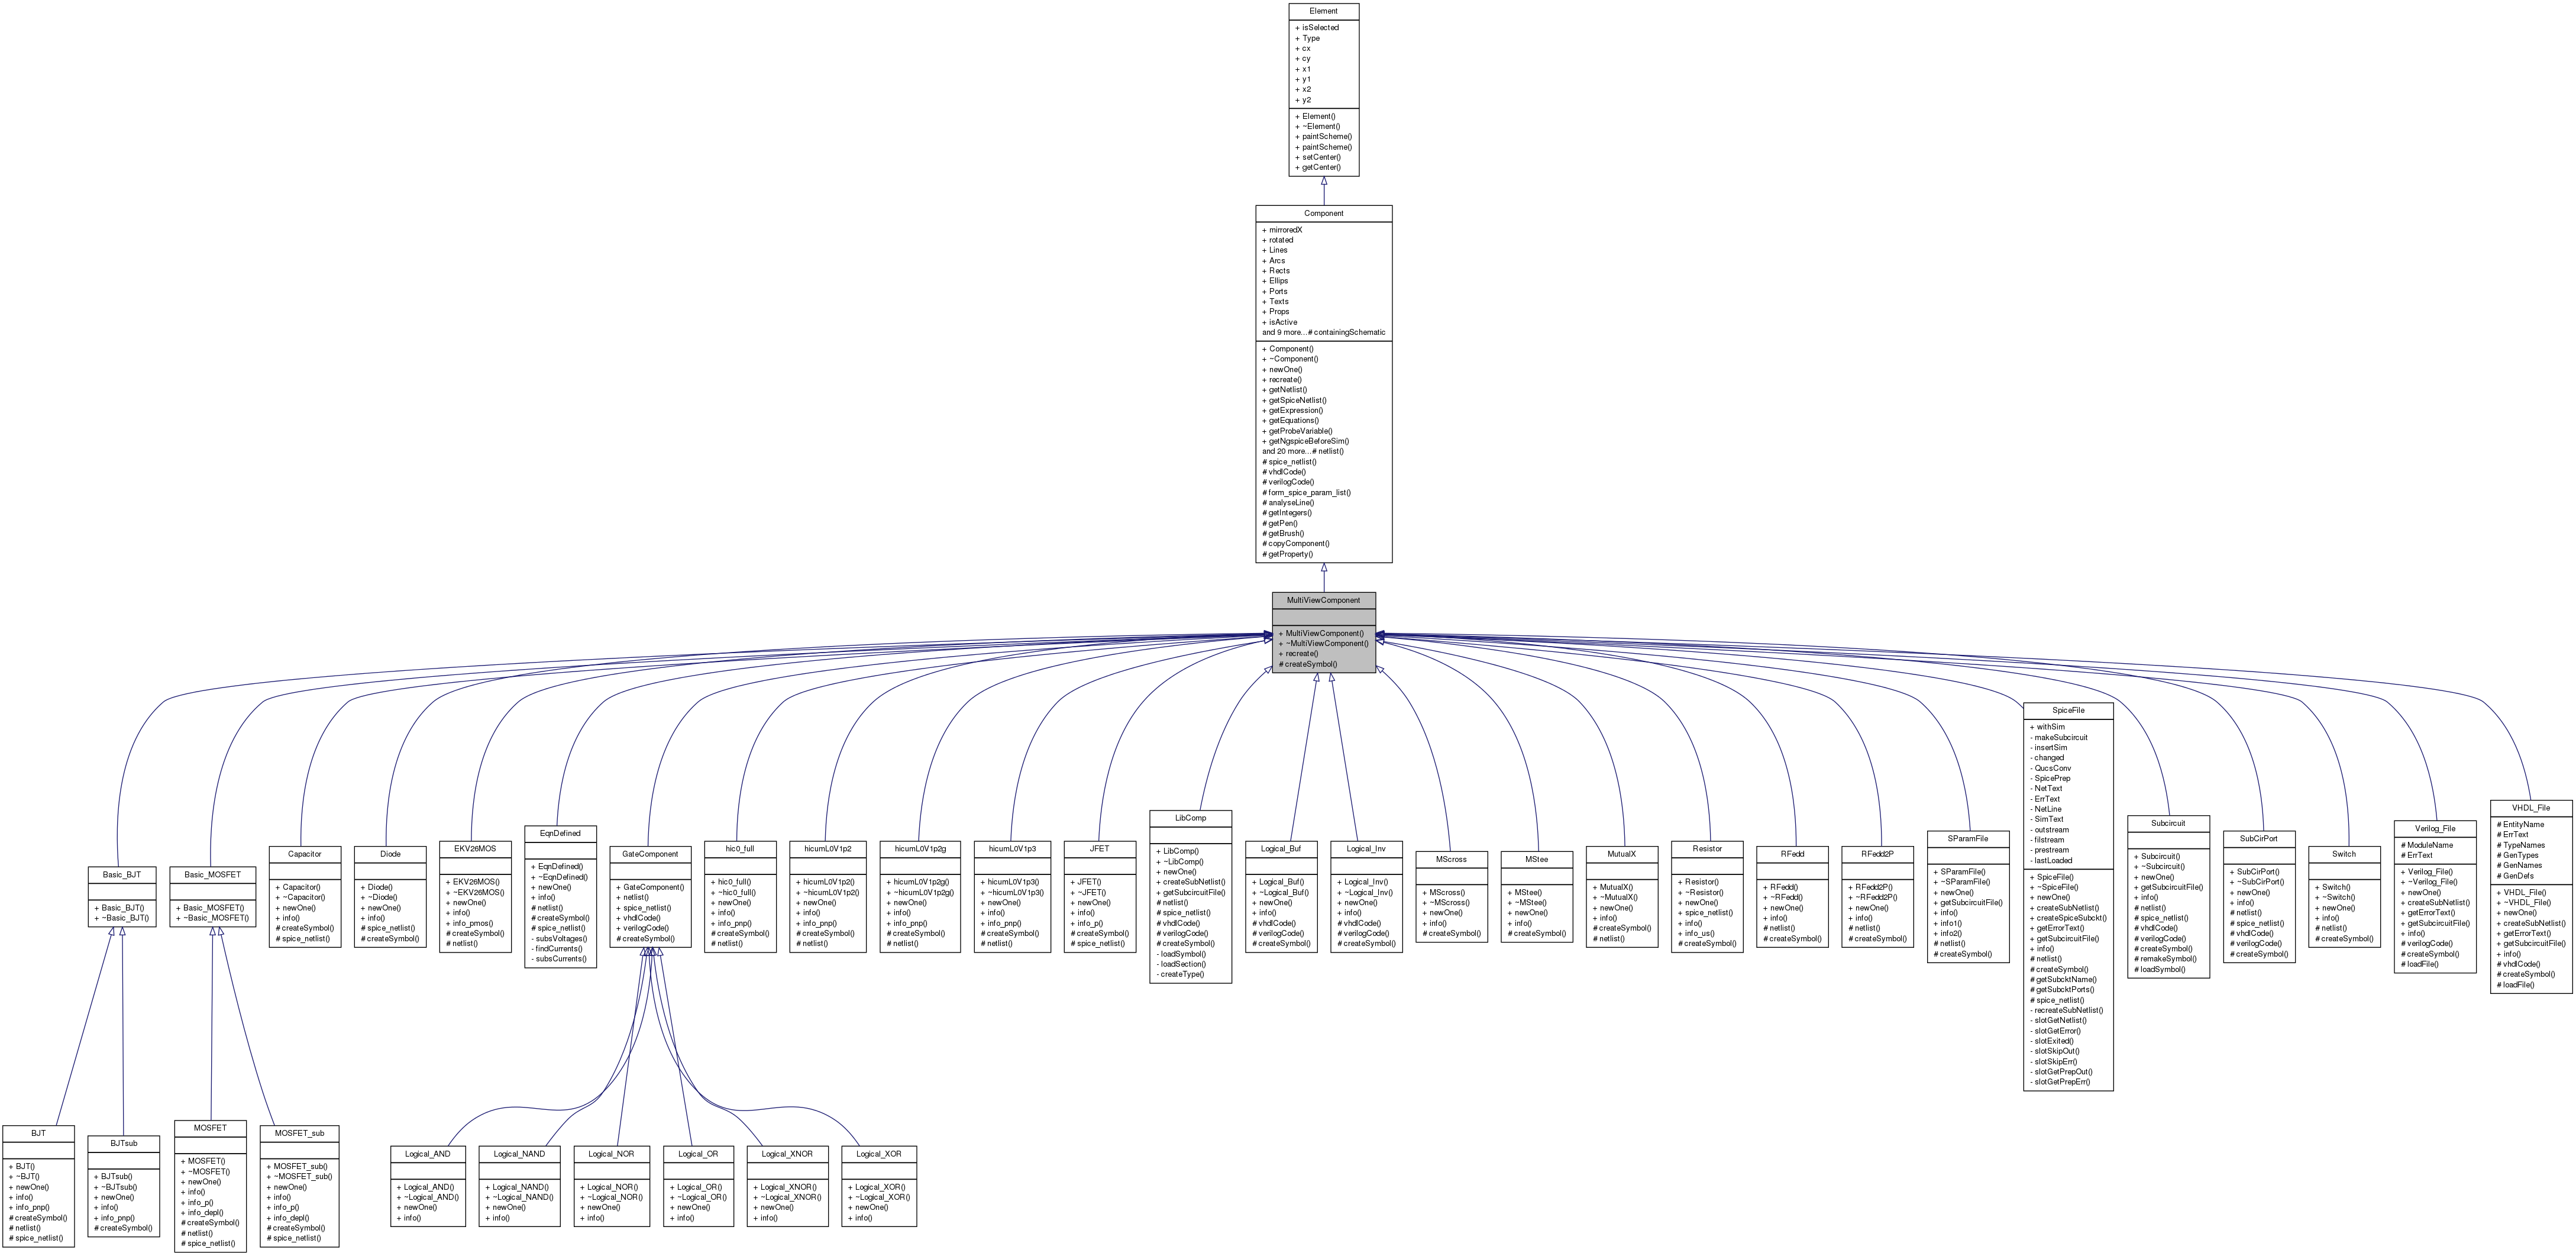 Element
+ isSelected
+ Type
+ cx
+ cy
+ x1
+ y1
+ x2
+ y2
+ Element()
+ ~Element()
+ paintScheme()
+ paintScheme()
+ setCenter()
+ getCenter()
Component
+ mirroredX
+ rotated
+ Lines
+ Arcs
+ Rects
+ Ellips
+ Ports
+ Texts
+ Props
+ isActive
and 9 more...# containingSchematic
+ Component()
+ ~Component()
+ newOne()
+ recreate()
+ getNetlist()
+ getSpiceNetlist()
+ getExpression()
+ getEquations()
+ getProbeVariable()
+ getNgspiceBeforeSim()
and 20 more...# netlist()
# spice_netlist()
# vhdlCode()
# verilogCode()
# form_spice_param_list()
# analyseLine()
# getIntegers()
# getPen()
# getBrush()
# copyComponent()
# getProperty()
MultiViewComponent
+ MultiViewComponent()
+ ~MultiViewComponent()
+ recreate()
# createSymbol()
Basic_BJT
+ Basic_BJT()
+ ~Basic_BJT()
Basic_MOSFET
+ Basic_MOSFET()
+ ~Basic_MOSFET()
Capacitor
+ Capacitor()
+ ~Capacitor()
+ newOne()
+ info()
# createSymbol()
# spice_netlist()
Diode
+ Diode()
+ ~Diode()
+ newOne()
+ info()
# spice_netlist()
# createSymbol()
EKV26MOS
+ EKV26MOS()
+ ~EKV26MOS()
+ newOne()
+ info()
+ info_pmos()
# createSymbol()
# netlist()
EqnDefined
+ EqnDefined()
+ ~EqnDefined()
+ newOne()
+ info()
# netlist()
# createSymbol()
# spice_netlist()
- subsVoltages()
- findCurrents()
- subsCurrents()
GateComponent
+ GateComponent()
+ netlist()
+ spice_netlist()
+ vhdlCode()
+ verilogCode()
# createSymbol()
hic0_full
+ hic0_full()
+ ~hic0_full()
+ newOne()
+ info()
+ info_pnp()
# createSymbol()
# netlist()
hicumL0V1p2
+ hicumL0V1p2()
+ ~hicumL0V1p2()
+ newOne()
+ info()
+ info_pnp()
# createSymbol()
# netlist()
hicumL0V1p2g
+ hicumL0V1p2g()
+ ~hicumL0V1p2g()
+ newOne()
+ info()
+ info_pnp()
# createSymbol()
# netlist()
hicumL0V1p3
+ hicumL0V1p3()
+ ~hicumL0V1p3()
+ newOne()
+ info()
+ info_pnp()
# createSymbol()
# netlist()
JFET
+ JFET()
+ ~JFET()
+ newOne()
+ info()
+ info_p()
# createSymbol()
# spice_netlist()
LibComp
+ LibComp()
+ ~LibComp()
+ newOne()
+ createSubNetlist()
+ getSubcircuitFile()
# netlist()
# spice_netlist()
# vhdlCode()
# verilogCode()
# createSymbol()
- loadSymbol()
- loadSection()
- createType()
Logical_Buf
+ Logical_Buf()
+ ~Logical_Buf()
+ newOne()
+ info()
# vhdlCode()
# verilogCode()
# createSymbol()
Logical_Inv
+ Logical_Inv()
+ ~Logical_Inv()
+ newOne()
+ info()
# vhdlCode()
# verilogCode()
# createSymbol()
MScross
+ MScross()
+ ~MScross()
+ newOne()
+ info()
# createSymbol()
MStee
+ MStee()
+ ~MStee()
+ newOne()
+ info()
# createSymbol()
MutualX
+ MutualX()
+ ~MutualX()
+ newOne()
+ info()
# createSymbol()
# netlist()
Resistor
+ Resistor()
+ ~Resistor()
+ newOne()
+ spice_netlist()
+ info()
+ info_us()
# createSymbol()
RFedd
+ RFedd()
+ ~RFedd()
+ newOne()
+ info()
# netlist()
# createSymbol()
RFedd2P
+ RFedd2P()
+ ~RFedd2P()
+ newOne()
+ info()
# netlist()
# createSymbol()
SParamFile
+ SParamFile()
+ ~SParamFile()
+ newOne()
+ getSubcircuitFile()
+ info()
+ info1()
+ info2()
# netlist()
# createSymbol()
SpiceFile
+ withSim
- makeSubcircuit
- insertSim
- changed
- QucsConv
- SpicePrep
- NetText
- ErrText
- NetLine
- SimText
- outstream
- filstream
- prestream
- lastLoaded
+ SpiceFile()
+ ~SpiceFile()
+ newOne()
+ createSubNetlist()
+ createSpiceSubckt()
+ getErrorText()
+ getSubcircuitFile()
+ info()
# netlist()
# createSymbol()
# getSubcktName()
# getSubcktPorts()
# spice_netlist()
- recreateSubNetlist()
- slotGetNetlist()
- slotGetError()
- slotExited()
- slotSkipOut()
- slotSkipErr()
- slotGetPrepOut()
- slotGetPrepErr()
Subcircuit
+ Subcircuit()
+ ~Subcircuit()
+ newOne()
+ getSubcircuitFile()
+ info()
# netlist()
# spice_netlist()
# vhdlCode()
# verilogCode()
# createSymbol()
# remakeSymbol()
# loadSymbol()
SubCirPort
+ SubCirPort()
+ ~SubCirPort()
+ newOne()
+ info()
# netlist()
# spice_netlist()
# vhdlCode()
# verilogCode()
# createSymbol()
Switch
+ Switch()
+ ~Switch()
+ newOne()
+ info()
# netlist()
# createSymbol()
Verilog_File
# ModuleName
# ErrText
+ Verilog_File()
+ ~Verilog_File()
+ newOne()
+ createSubNetlist()
+ getErrorText()
+ getSubcircuitFile()
+ info()
# verilogCode()
# createSymbol()
# loadFile()
VHDL_File
# EntityName
# ErrText
# TypeNames
# GenTypes
# GenNames
# GenDefs
+ VHDL_File()
+ ~VHDL_File()
+ newOne()
+ createSubNetlist()
+ getErrorText()
+ getSubcircuitFile()
+ info()
# vhdlCode()
# createSymbol()
# loadFile()
BJT
+ BJT()
+ ~BJT()
+ newOne()
+ info()
+ info_pnp()
# createSymbol()
# netlist()
# spice_netlist()
BJTsub
+ BJTsub()
+ ~BJTsub()
+ newOne()
+ info()
+ info_pnp()
# createSymbol()
MOSFET
+ MOSFET()
+ ~MOSFET()
+ newOne()
+ info()
+ info_p()
+ info_depl()
# createSymbol()
# netlist()
# spice_netlist()
MOSFET_sub
+ MOSFET_sub()
+ ~MOSFET_sub()
+ newOne()
+ info()
+ info_p()
+ info_depl()
# createSymbol()
# spice_netlist()
Logical_AND
+ Logical_AND()
+ ~Logical_AND()
+ newOne()
+ info()
Logical_NAND
+ Logical_NAND()
+ ~Logical_NAND()
+ newOne()
+ info()
Logical_NOR
+ Logical_NOR()
+ ~Logical_NOR()
+ newOne()
+ info()
Logical_OR
+ Logical_OR()
+ ~Logical_OR()
+ newOne()
+ info()
Logical_XNOR
+ Logical_XNOR()
+ ~Logical_XNOR()
+ newOne()
+ info()
Logical_XOR
+ Logical_XOR()
+ ~Logical_XOR()
+ newOne()
+ info()